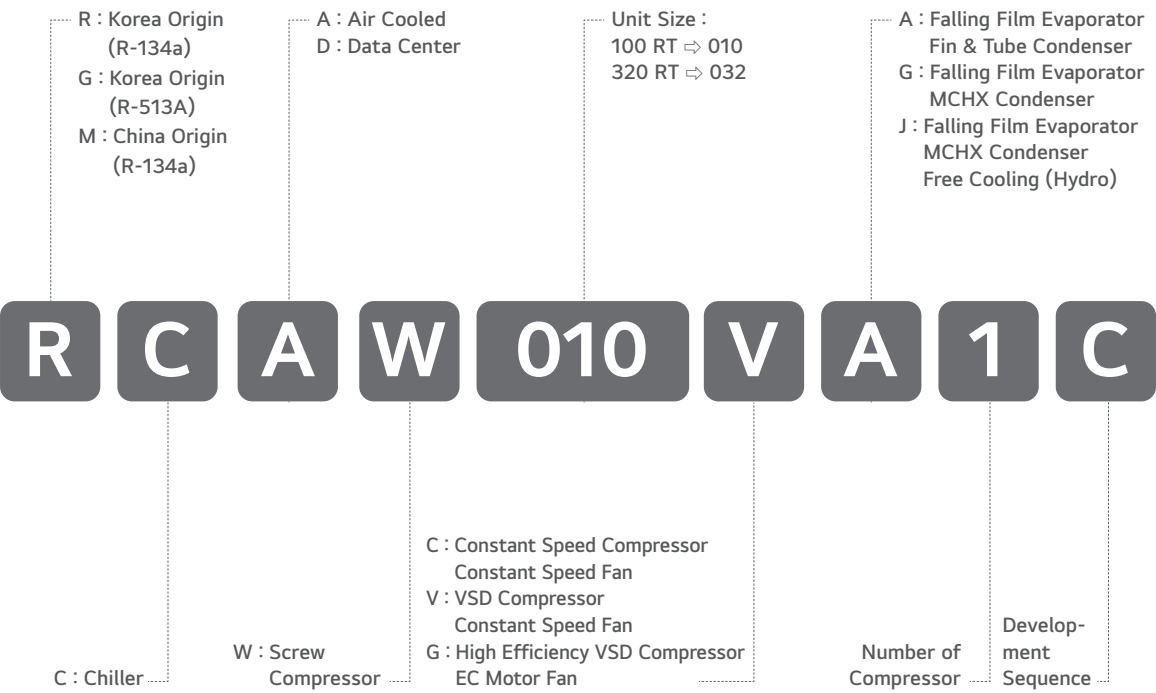 R : Korea Origin
(R-134a)
G : Korea Origin
(R-513A)
M : China Origin
(R-134a)
A : Air Cooled
D : Data Center
Unit Size :
100 RT ⇨ 010
320 RT ⇨ 032
A : Falling Film Evaporator
Fin & Tube Condenser
G : Falling Film Evaporator
MCHX Condenser
J : Falling Film Evaporator
MCHX Condenser
Free Cooling (Hydro)
R C A W 010 V A 1 C
C : Chiller
W : Screw
Compressor
C : Constant Speed Compressor
Constant Speed Fan
V : VSD Compressor
Constant Speed Fan
G : High Efficiency VSD Compressor
EC Motor Fan
Number of
Compressor
Develop-
ment
Sequence